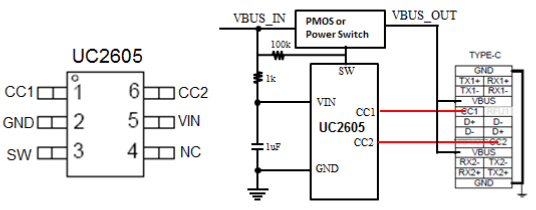 UC2605
CC1 1 6 CC2
GND 2 5 VIN
SW 3 4 NC
VBUS_IN
PMOS or
Power Switch
VBUS_OUT
100k
1k
SW
VIN
CC1
UC2605
CC2
1uF
GND
TYPE-C
GND
TX1+ RX1+
TX1- RX1-
VBUS
CC1
D+ D-
D- D+
CC2
VBUS
RX2- TX2-
RX2+ TX2+
GND